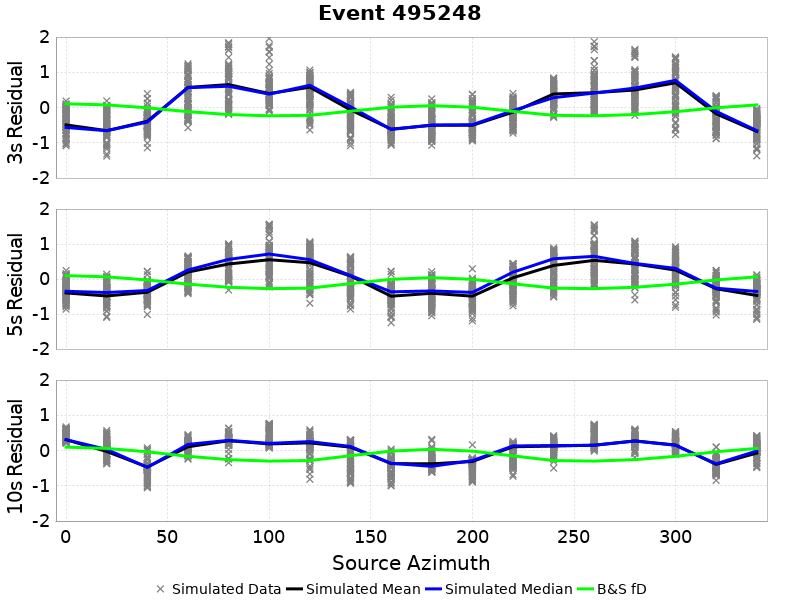 Event 495248
3s Residual
2
1
0
-1
-2
5s Residual
2
1
0
-1
-2
10s Residual
2
1
0
-1
-2
0 50 100 150 200 250 300
Source Azimuth
Simulated Data Simulated Mean Simulated Median B&S fD